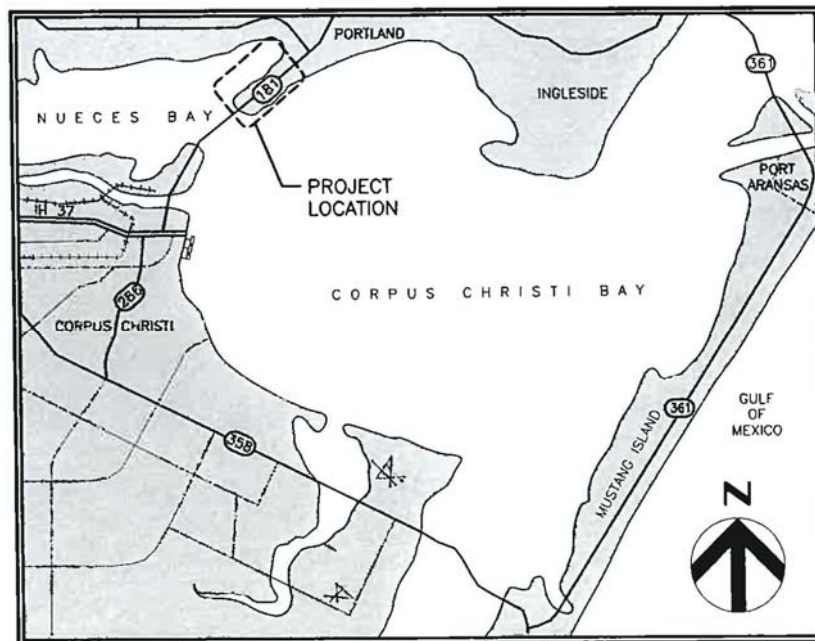 PORTLAND
361
181
INGLESIDE
NUECES BAY
PORT
ARANSAS
PROJECT
LOCATION
IH 37
CORPUS CHRISTI BAY
286
CORPUS CHRISTI
361
GULF
OF
MEXICO
358
MUSTANG ISLAND
N